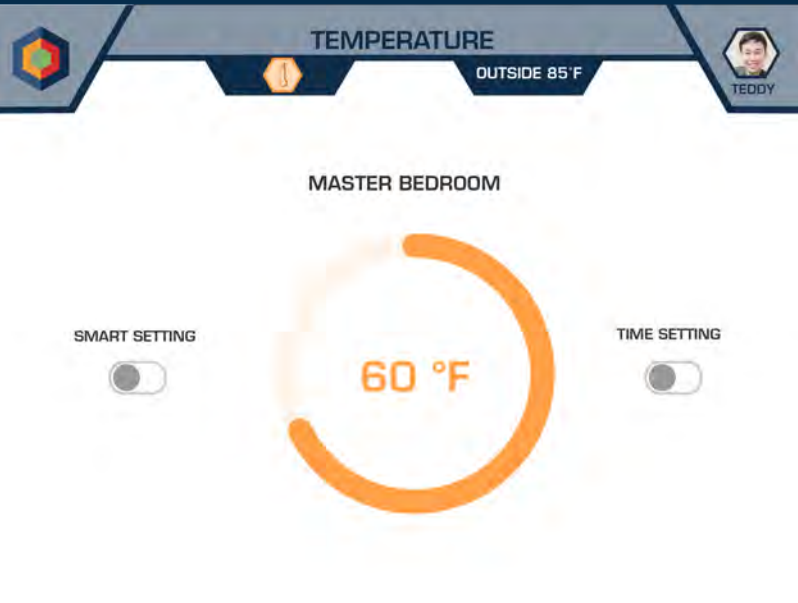 TEMPERATURE
OUTSIDE 85°F
TEDDY
MASTER BEDROOM
SMART SETTING
TIME SETTING
60 °F